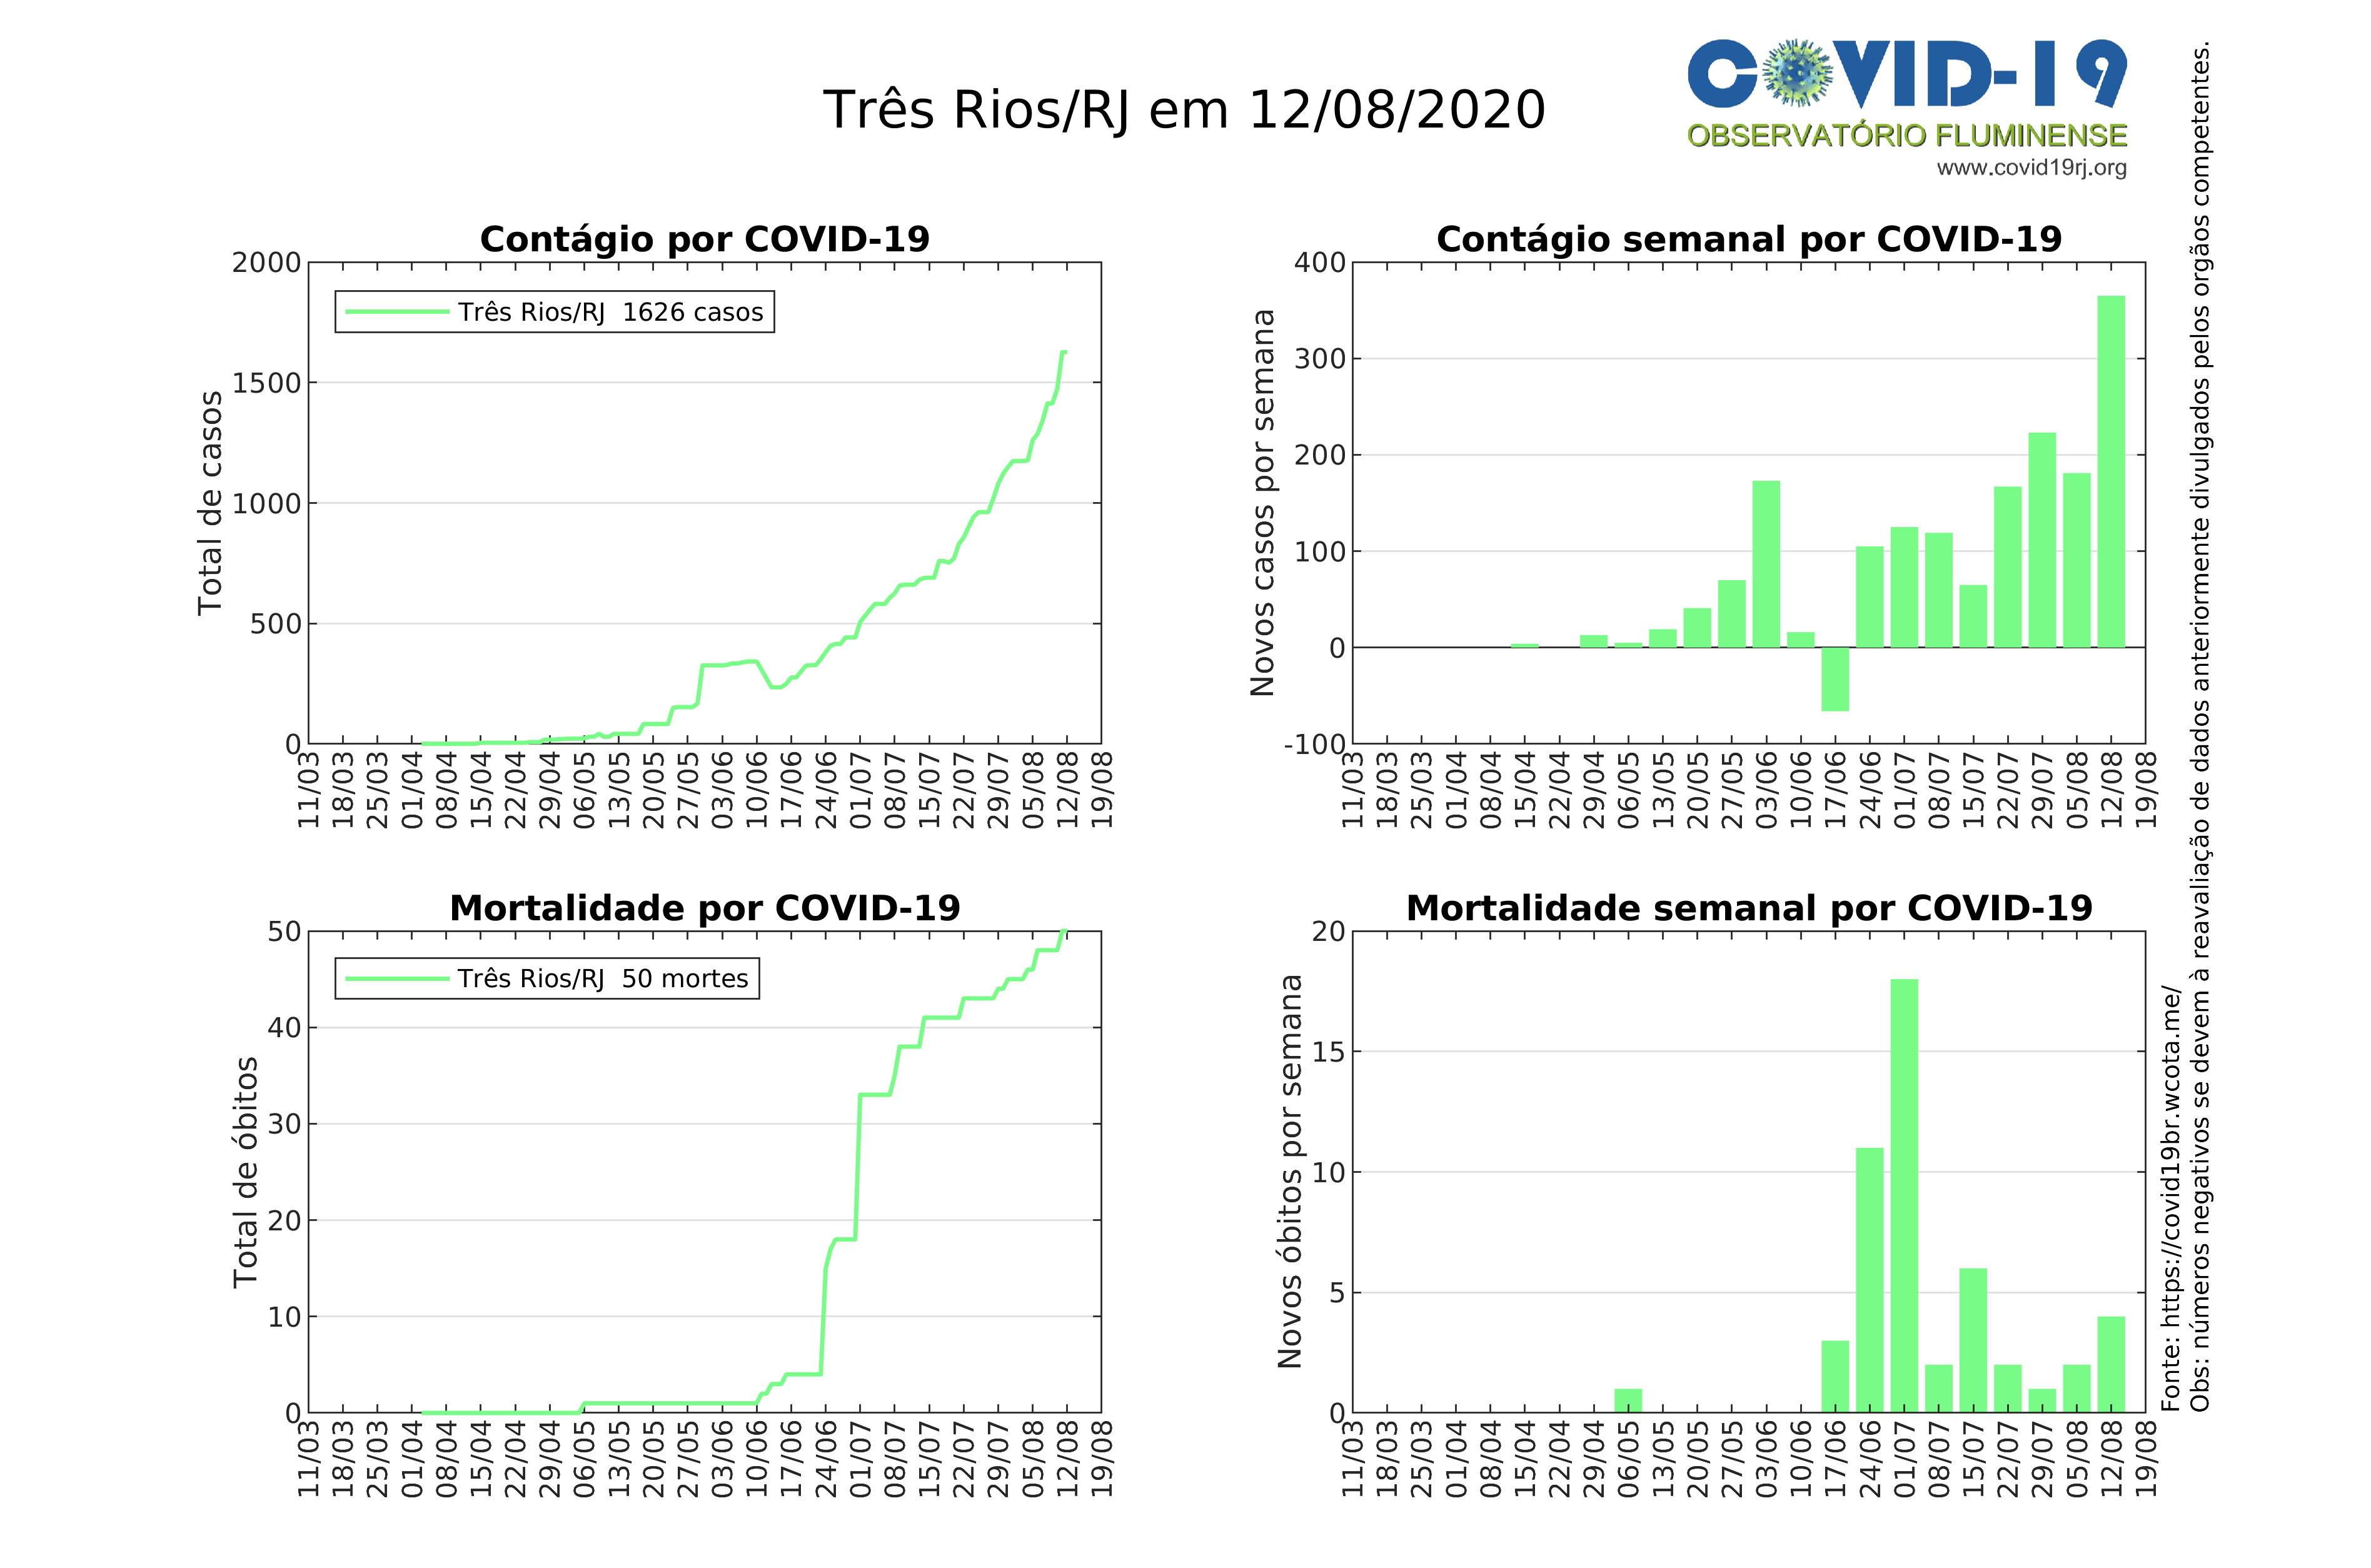 Três Rios/RJ em 12/08/2020
COVID-19
OBSERVATÓRIO FLUMINENSE
www.covid19rj.org
Contágio por COVID-19
Total de casos
2000
1500
1000
500
0
Três Rios/RJ  1626 casos
11/03 18/03 25/03 01/04 08/04 15/04 22/04 29/04 06/05 13/05 20/05 27/05 03/06 10/06 17/06 24/06 01/07 08/07 15/07 22/07 29/07 05/08 12/08 19/08
Contágio semanal por COVID-19
Novos casos por semana
400
300
200
100
0
-100
11/03 18/03 25/03 01/04 08/04 15/04 22/04 29/04 06/05 13/05 20/05 27/05 03/06 10/06 17/06 24/06 01/07 08/07 15/07 22/07 29/07 05/08 12/08 19/08
Mortalidade por COVID-19
Total de óbitos
50
40
30
20
10
0
Três Rios/RJ  50 mortes
11/03 18/03 25/03 01/04 08/04 15/04 22/04 29/04 06/05 13/05 20/05 27/05 03/06 10/06 17/06 24/06 01/07 08/07 15/07 22/07 29/07 05/08 12/08 19/08
Mortalidade semanal por COVID-19
Novos óbitos por semana
20
15
10
5
0
11/03 18/03 25/03 01/04 08/04 15/04 22/04 29/04 06/05 13/05 20/05 27/05 03/06 10/06 17/06 24/06 01/07 08/07 15/07 22/07 29/07 05/08 12/08 19/08
Fonte: https://covid19br.wcota.me/
Obs: números negativos se devem à reavaliação de dados anteriormente divulgados pelos orgãos competentes.